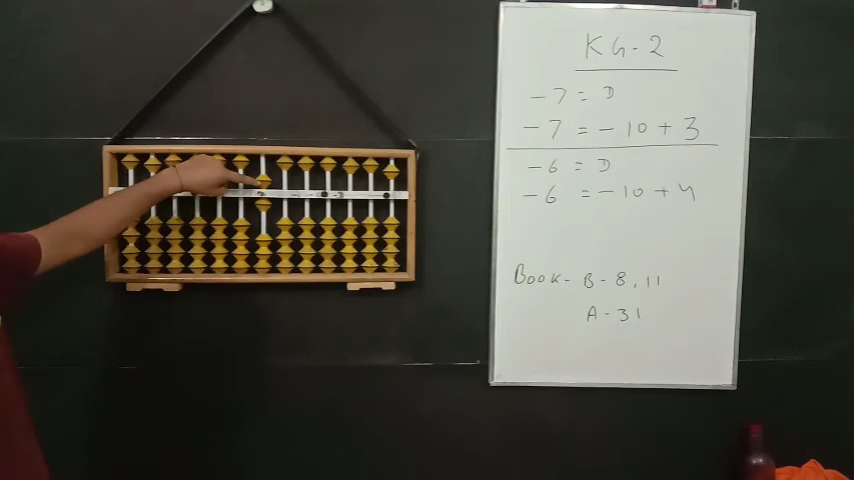 KG-2
-7 = D
-7 = -10 + 3
-6 = D
-6 = -10 + 4
Book - B - 8, 11
A - 31